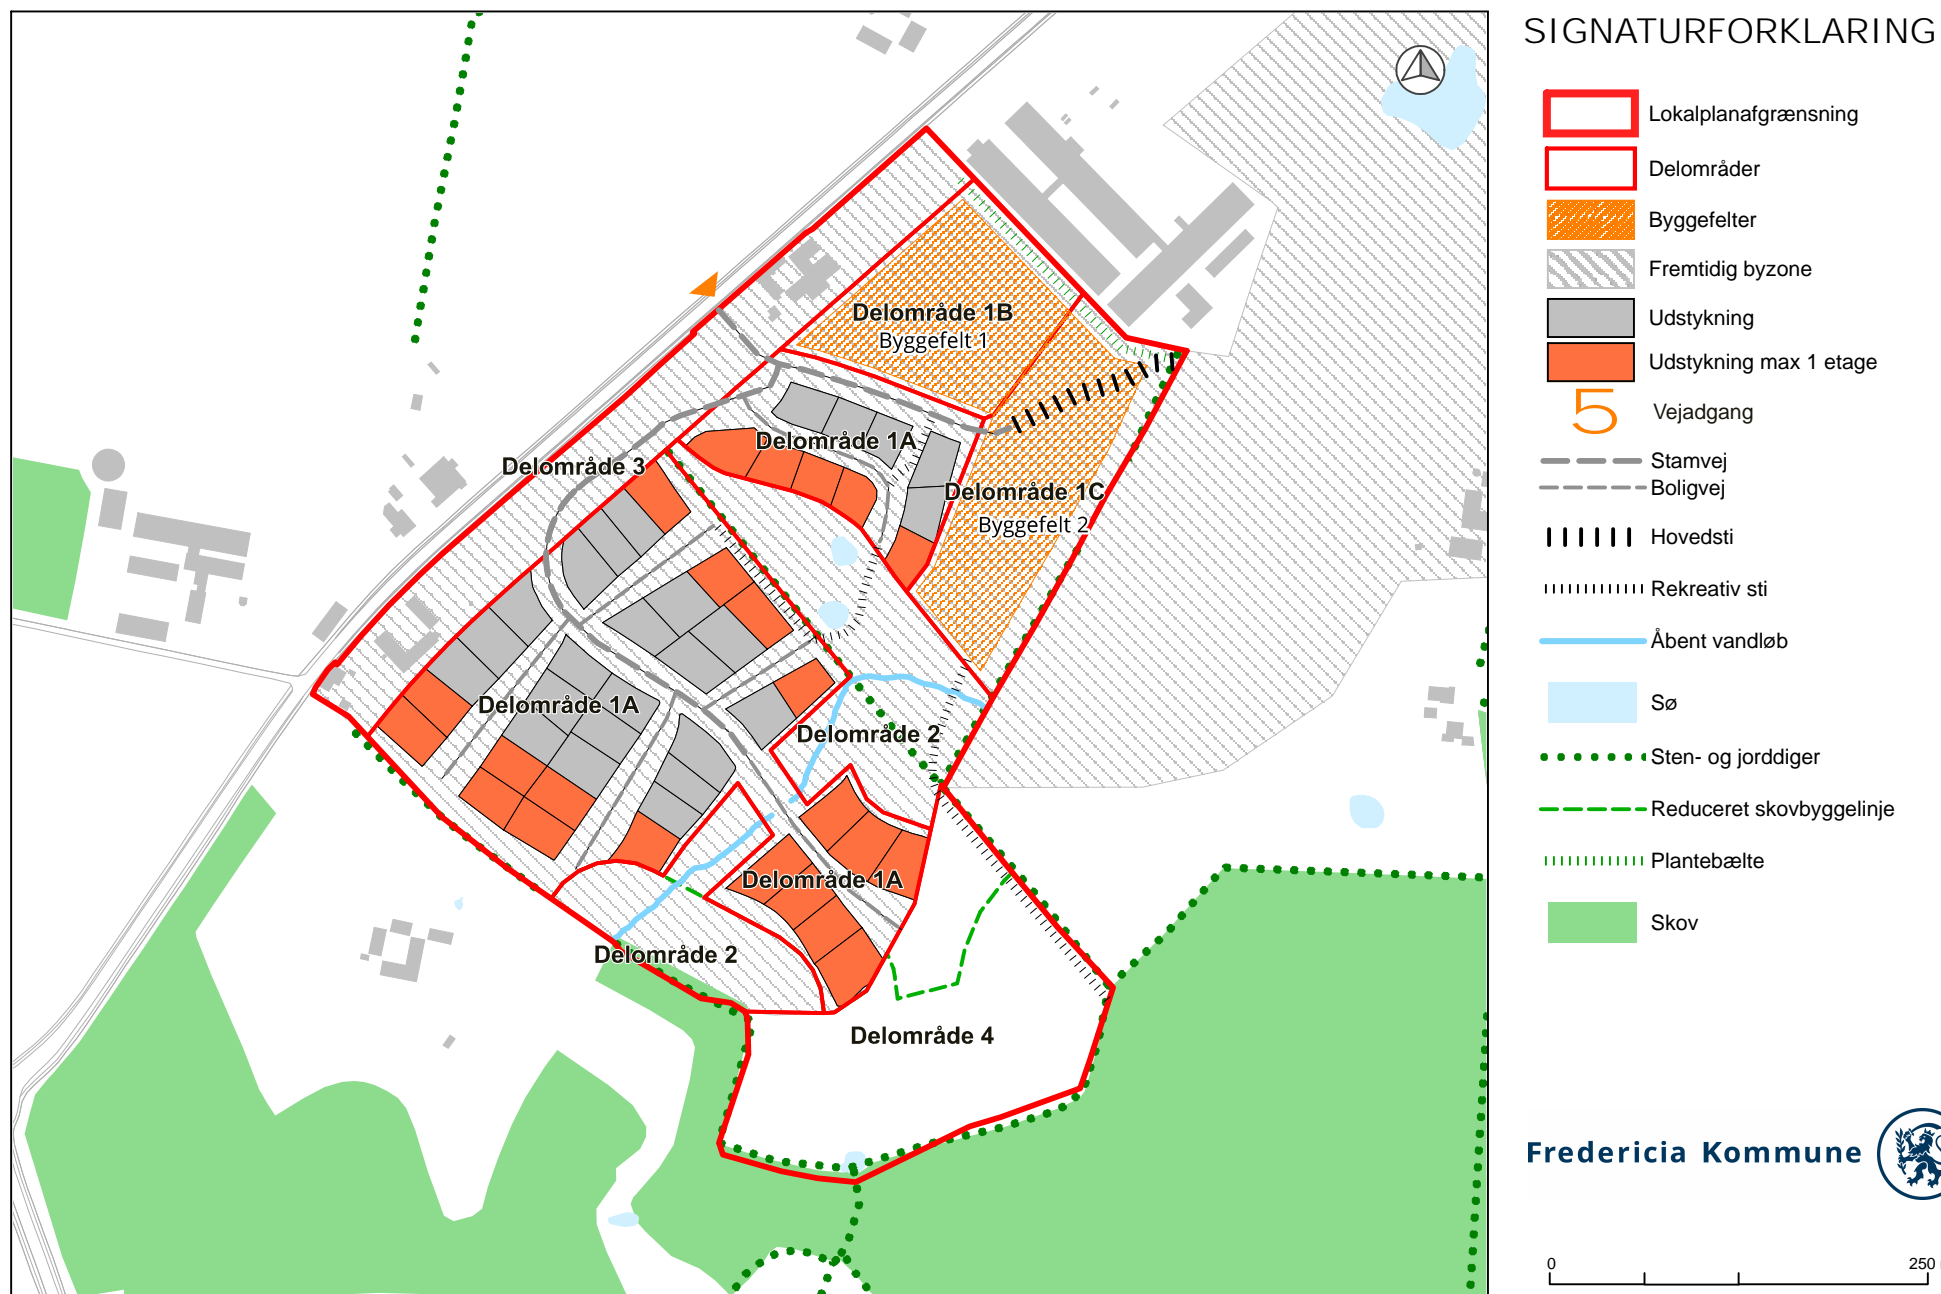 SIGNATURFORKLARING
Lokalplanafgrænsning
Delområder
Byggefelter
Fremtidig byzone
Udstykning
Udstykning max 1 etage
5 Vejadgang
Stamvej
Boligvej
Hovedsti
Rekreativ sti
Åbent vandløb
Sø
Sten- og jorddiger
Reduceret skovbyggelinje
Plantebælte
Skov
Delområde 1B
Byggefelt 1
Delområde 1A
Delområde 3
Delområde 1C
Byggefelt 2
Delområde 1A
Delområde 2
Delområde 1A
Delområde 2
Delområde 4
Fredericia Kommune
0 250